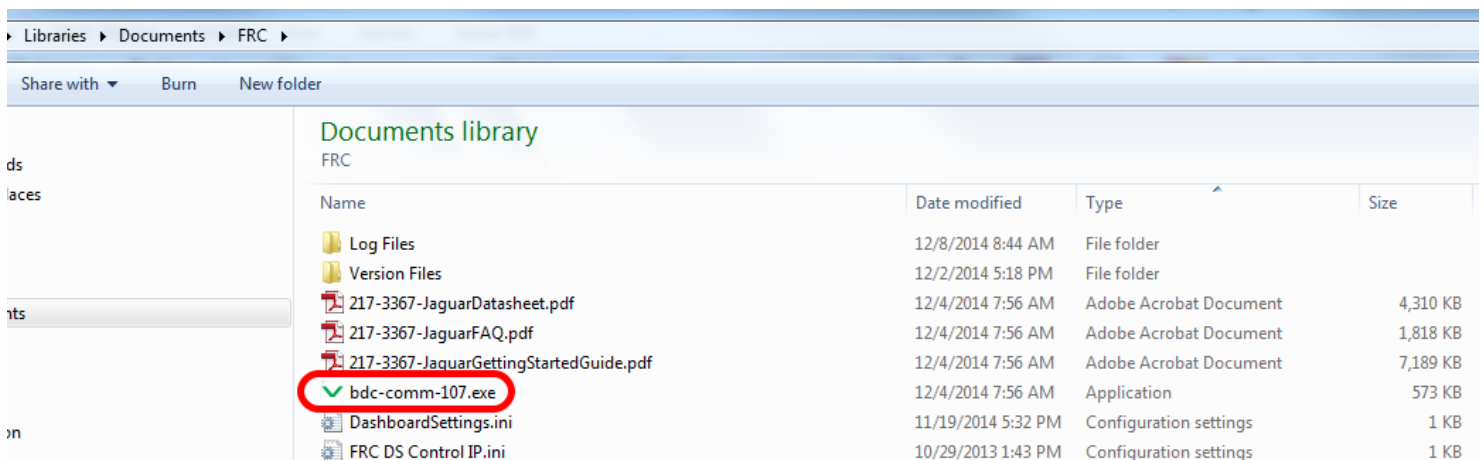 Libraries Documents FRC
Share with Burn New folder
Documents library
FRC
ds
laces
nts
on
Name Date modified Type Size
Log Files 12/8/2014 8:44 AM File folder
Version Files 12/2/2014 5:18 PM File folder
217-3367-JaguarDatasheet.pdf 12/4/2014 7:56 AM Adobe Acrobat Document 4,310 KB
217-3367-JaguarFAQ.pdf 12/4/2014 7:56 AM Adobe Acrobat Document 1,818 KB
217-3367-JaguarGettingStartedGuide.pdf 12/4/2014 7:56 AM Adobe Acrobat Document 7,189 KB
bdc-comm-107.exe 12/4/2014 7:56 AM Application 573 KB
DashboardSettings.ini 11/19/2014 5:32 PM Configuration settings 1 KB
FRC DS Control IP.ini 10/29/2013 1:43 PM Configuration settings 1 KB